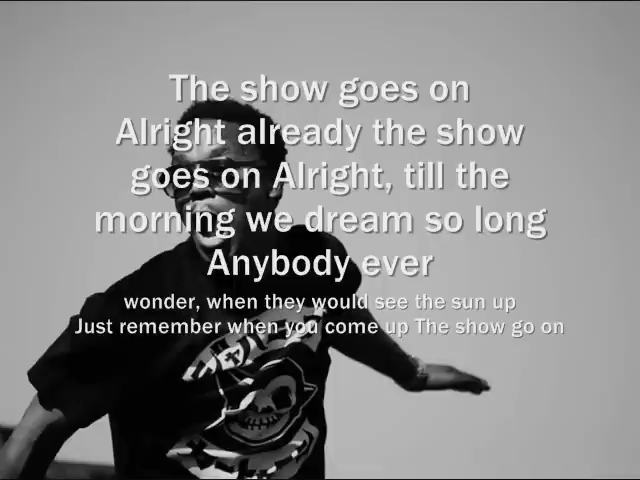 The show goes on
Alright already the show
goes on Alright, till the
morning we dream so long
Anybody ever
wonder, when they would see the sun up
Just remember when you come up The show go on